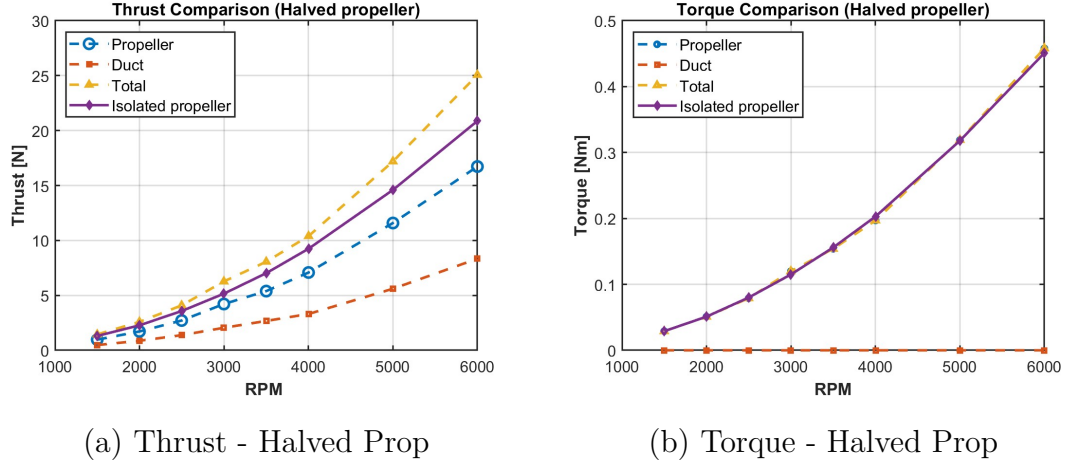 Thrust Comparison (Halved propeller)
Thrust [N]
30
25
20
15
10
5
0
Propeller
Duct
Total
Isolated propeller
1000 2000 3000 4000 5000 6000
RPM
(a) Thrust - Halved Prop
Torque Comparison (Halved propeller)
Torque [Nm]
0.5
0.4
0.3
0.2
0.1
0
Propeller
Duct
Total
Isolated propeller
1000 2000 3000 4000 5000 6000
RPM
(b) Torque - Halved Prop